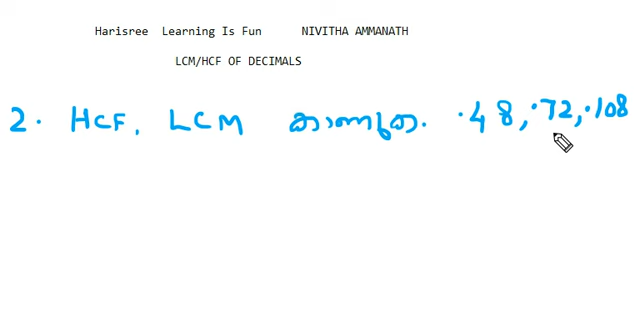 Harisree Learning Is Fun NIVITHA AMMANATH
LCM/HCF OF DECIMALS
2. HCF, LCM കാണുക. .48, .72, .108